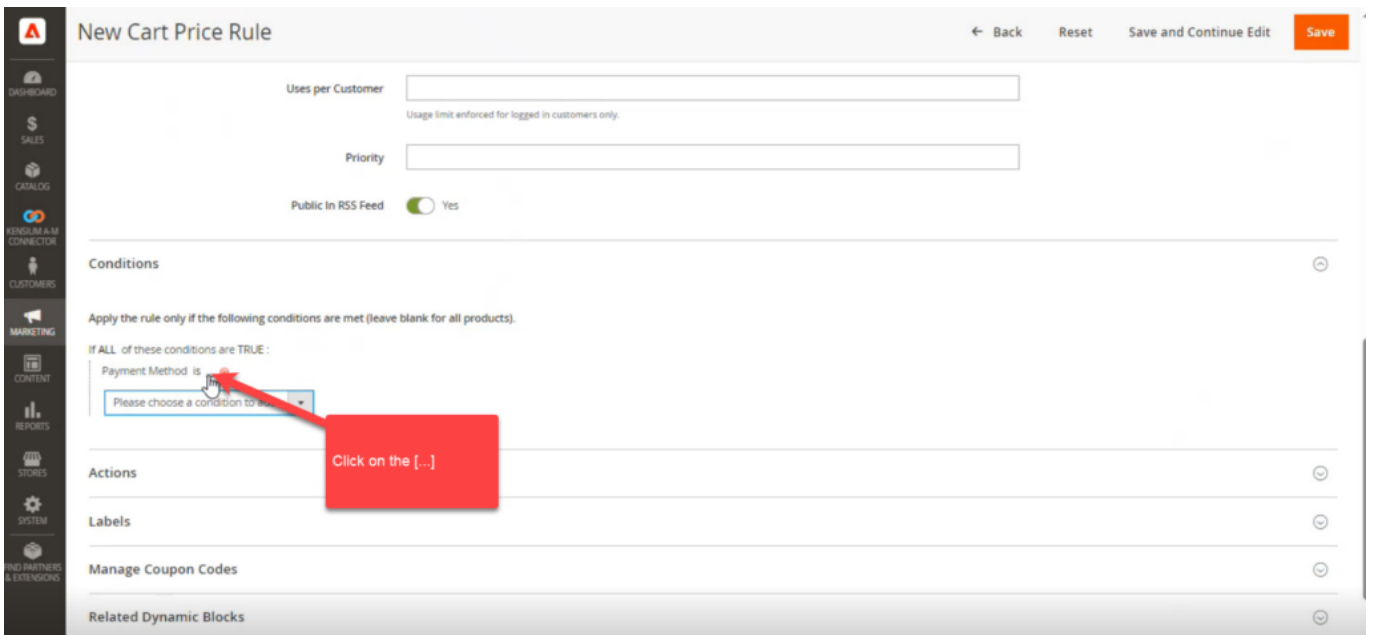 New Cart Price Rule
← Back Reset Save and Continue Edit Save
DASHBOARD
$
SALES
CATALOG
KENSIUM A-M
CONNECTOR
CUSTOMERS
MARKETING
CONTENT
REPORTS
STORES
SYSTEM
FIND PARTNERS
& EXTENSIONS
Uses per Customer
Usage limit enforced for logged in customers only.
Priority
Public In RSS Feed Yes
Conditions
Apply the rule only if the following conditions are met (leave blank for all products).
If ALL of these conditions are TRUE :
Payment Method is
Please choose a condition to
Click on the [...]
Actions
Labels
Manage Coupon Codes
Related Dynamic Blocks